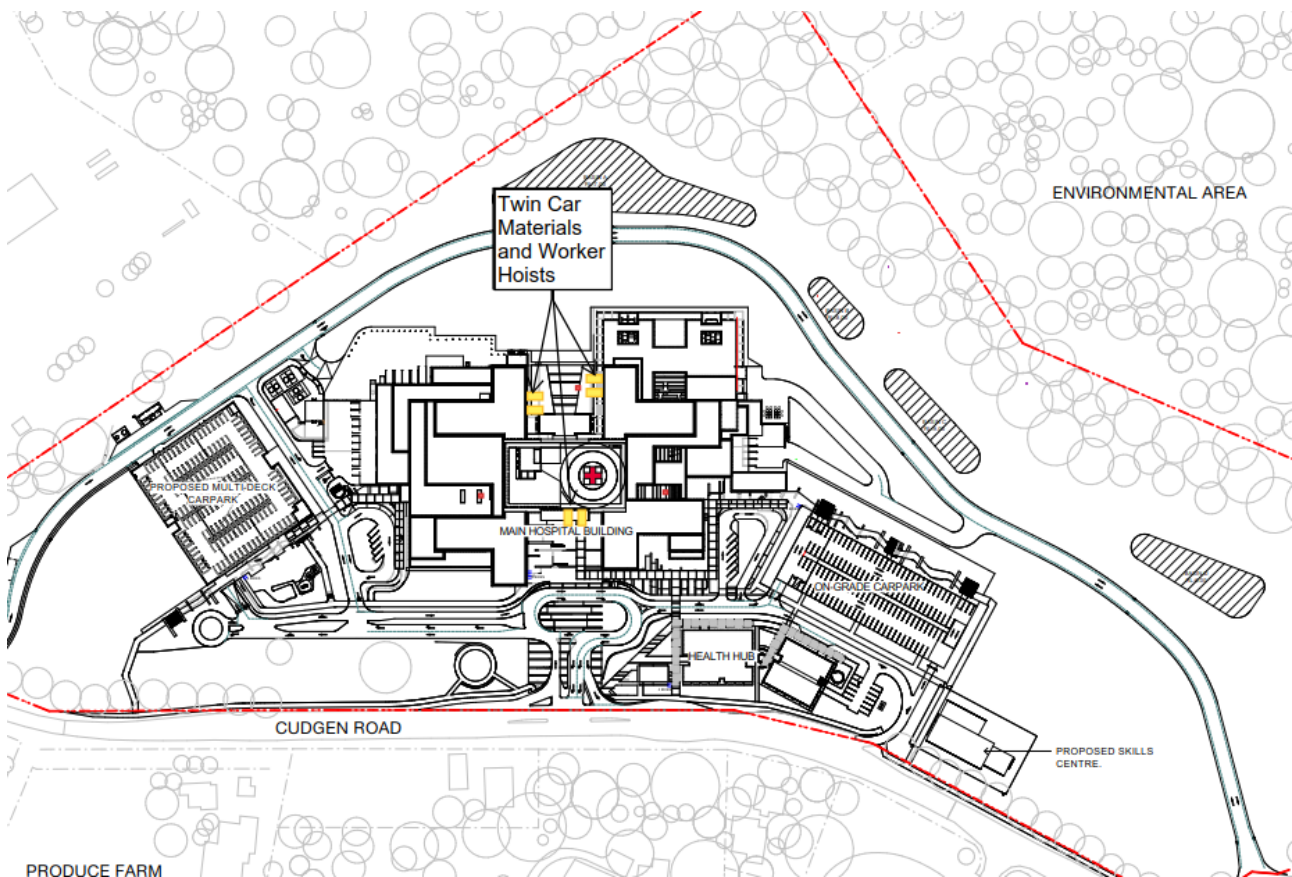 ENVIRONMENTAL AREA
Twin Car
Materials
and Worker
Hoists
PROPOSED MULTI-DECK
CARPARK
MAIN HOSPITAL BUILDING
ON-GRADE CARPARK
HEALTH HUB
CUDGEN ROAD
PROPOSED SKILLS
CENTRE.
PRODUCE FARM